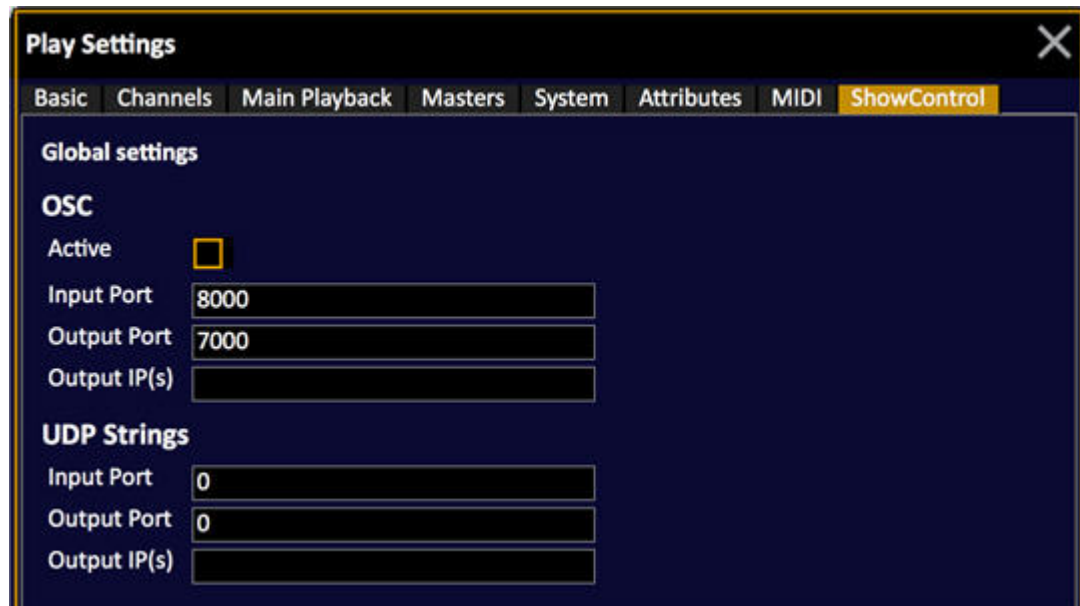 Play Settings
Basic Channels Main Playback Masters System Attributes MIDI ShowControl
Global settings
OSC
Active
Input Port 8000
Output Port 7000
Output IP(s)
UDP Strings
Input Port 0
Output Port 0
Output IP(s)